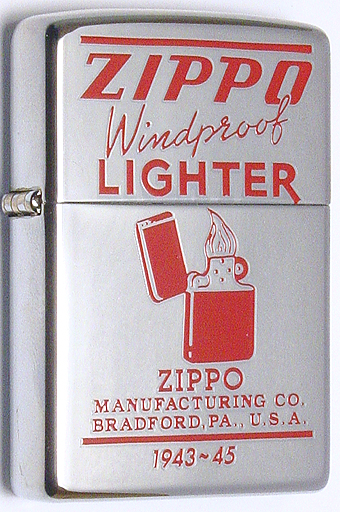 ZIPPO
Windproof
LIGHTER
ZIPPO
MANUFACTURING CO.
BRADFORD, PA., U.S.A.
1943~45